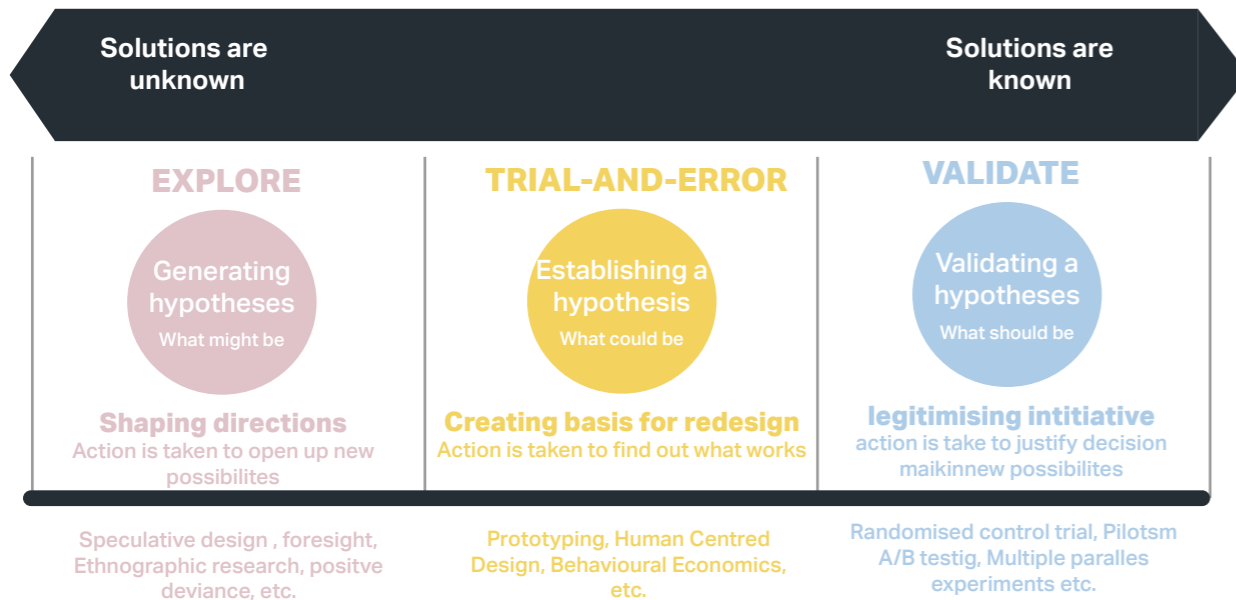 Solutions are
unknown
Solutions are
known
EXPLORE
Generating
hypotheses
What might be
Shaping directions
Action is taken to open up new
possibilites
Speculative design , foresight,
Ethnographic research, positve
deviance, etc.
TRIAL-AND-ERROR
Establishing a
hypothesis
What could be
Creating basis for redesign
Action is taken to find out what works
Prototyping, Human Centred
Design, Behavioural Economics,
etc.
VALIDATE
Validating a
hypotheses
What should be
legitimising intitiative
action is take to justify decision
maikinnew possibilites
Randomised control trial, Pilotsm
A/B testig, Multiple paralles
experiments etc.